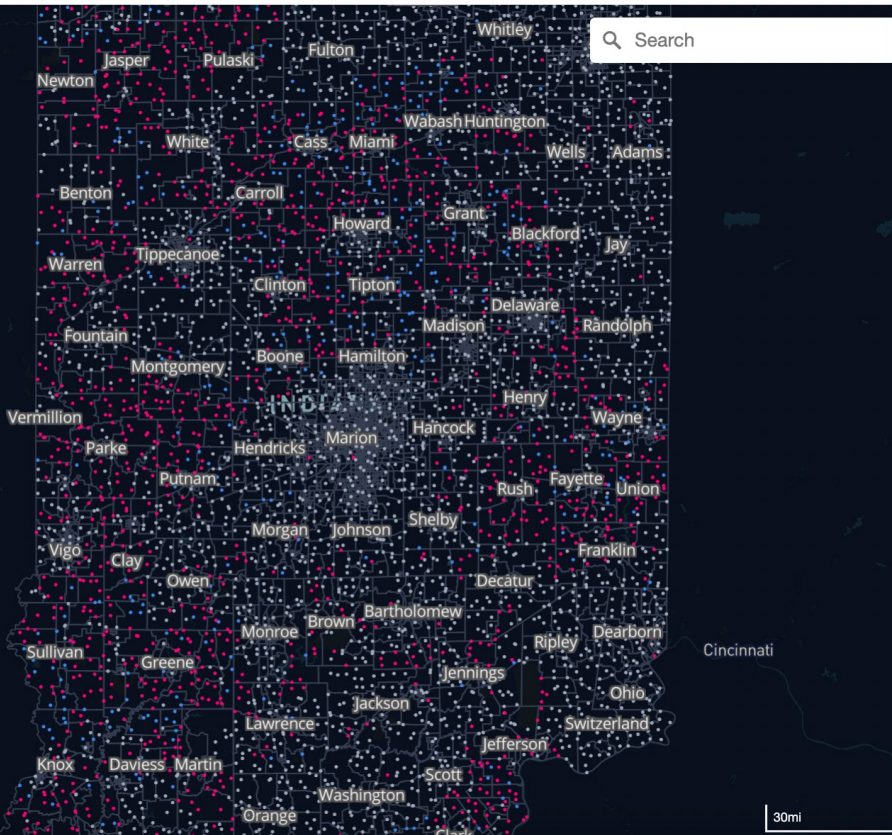 Whitley
Search
Fulton
Jasper
Pulaski
Newton
Wabash
Huntington
White
Cass
Miami
Wells
Adams
Benton
Carroll
Grant
Howard
Blackford
Jay
Tippecanoe
Warren
Clinton
Tipton
Delaware
Madison
Randolph
Fountain
Boone
Hamilton
Montgomery
Henry
INDIANA
Vermillion
Wayne
Hancock
Marion
Parke
Hendricks
Putnam
Fayette
Rush
Union
Shelby
Morgan
Johnson
Vigo
Clay
Franklin
Owen
Decatur
Bartholomew
Brown
Monroe
Dearborn
Ripley
Sullivan
Cincinnati
Greene
Jennings
Ohio
Jackson
Lawrence
Switzerland
Jefferson
Knox
Daviess
Martin
Scott
Washington
Orange
30mi
Clark